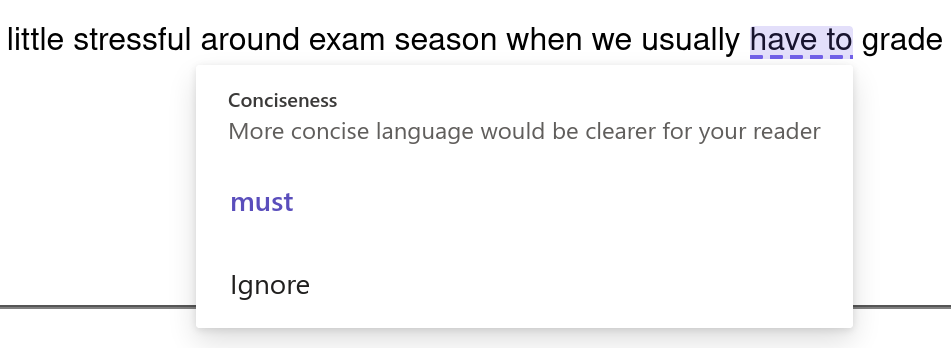 little stressful around exam season when we usually have to grade
Conciseness
More concise language would be clearer for your reader
must
Ignore